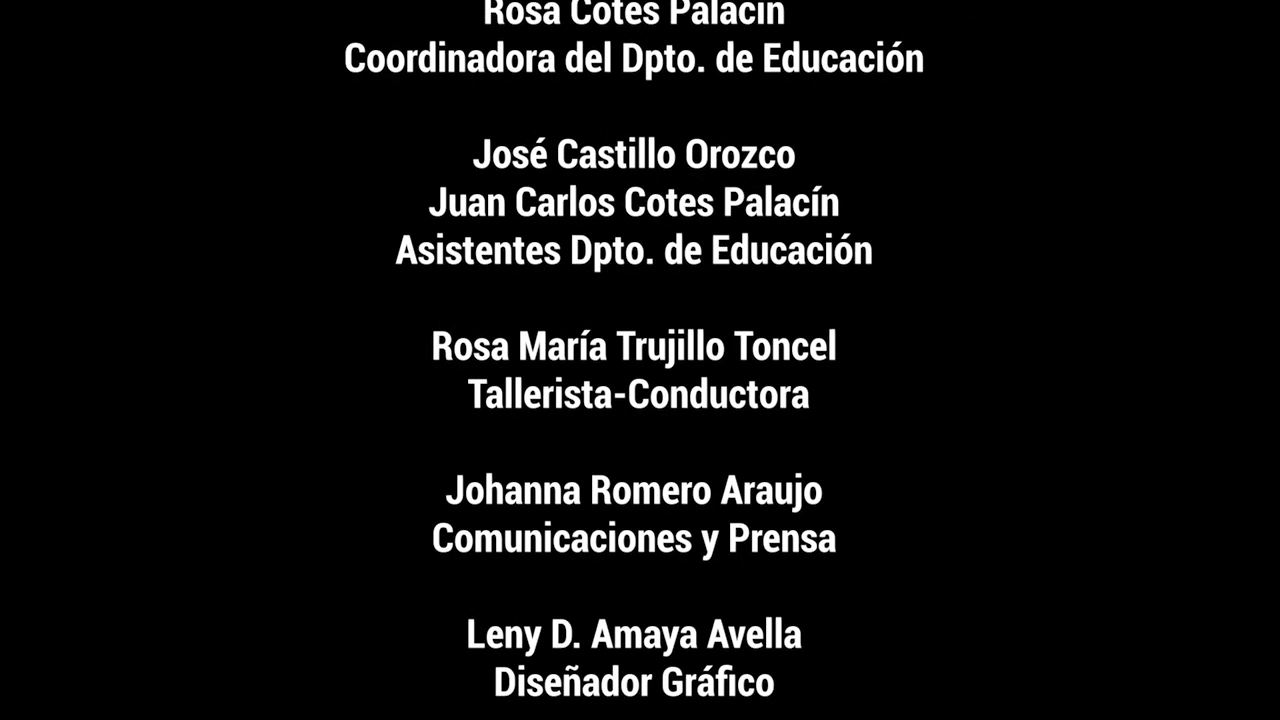 Rosa Cotes Palacín
Coordinadora del Dpto. de Educación
José Castillo Orozco
Juan Carlos Cotes Palacín
Asistentes Dpto. de Educación
Rosa María Trujillo Toncel
Tallerista-Conductora
Johanna Romero Araujo
Comunicaciones y Prensa
Leny D. Amaya Avella
Diseñador Gráfico